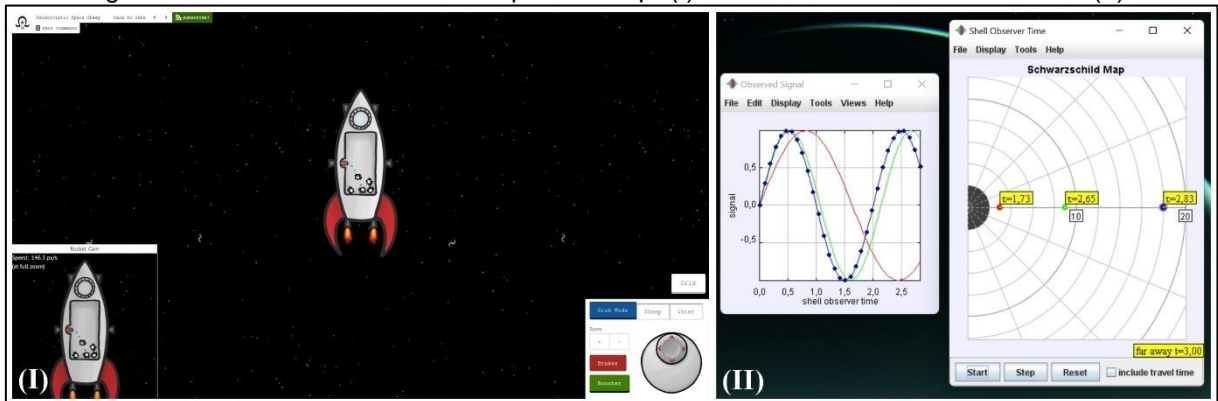 Relativistic Space Sheep back to labs subscribe!
show comments
Rocket Cam
Speed: 146.3 px/s
(at full zoom)
Grid
Grab Mode Sheep Water
Zoom
+ -
Brakes
Booster
(I)
Observed Signal
File Edit Display Tools Views Help
0,5
0,0
-0,5
signal
0,0 0,5 1,0 1,5 2,0 2,5
shell observer time
Shell Observer Time
File Display Tools Help
Schwarzschild Map
τ=1,73 τ=2,65 τ=2,83
10 20
far away t=3,00
Start Step Reset include travel time
(II)